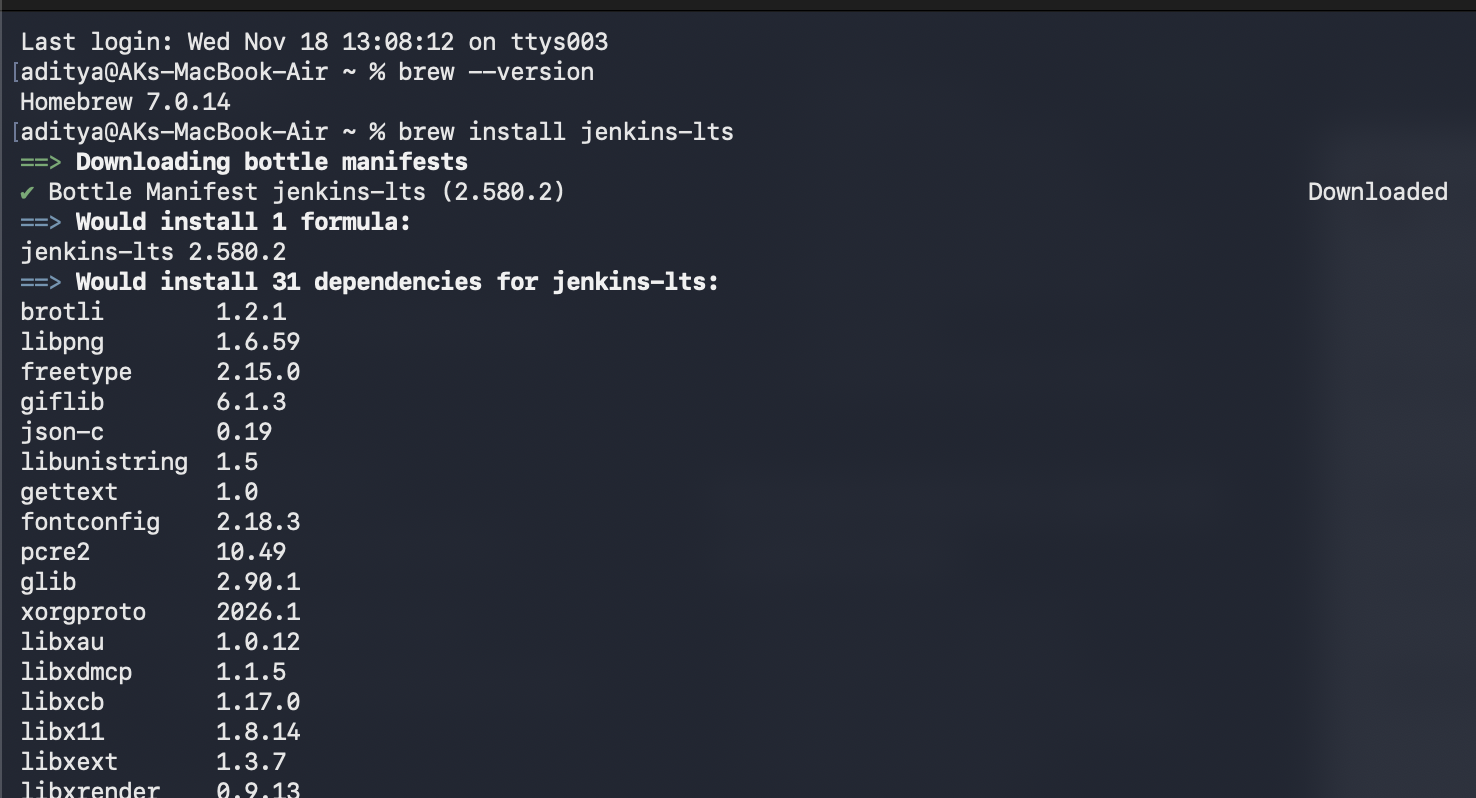 Last login: Wed Nov 18 13:08:12 on ttys003
[aditya@AKs-MacBook-Air ~ % brew --version
Homebrew 7.0.14
[aditya@AKs-MacBook-Air ~ % brew install jenkins-lts
==> Downloading bottle manifests
✔ Bottle Manifest jenkins-lts (2.580.2) Downloaded
==> Would install 1 formula:
jenkins-lts 2.580.2
==> Would install 31 dependencies for jenkins-lts:
brotli 1.2.1
libpng 1.6.59
freetype 2.15.0
giflib 6.1.3
json-c 0.19
libunistring 1.5
gettext 1.0
fontconfig 2.18.3
pcre2 10.49
glib 2.90.1
xorgproto 2026.1
libxau 1.0.12
libxdmcp 1.1.5
libxcb 1.17.0
libx11 1.8.14
libxext 1.3.7
libxrender 0.9.13